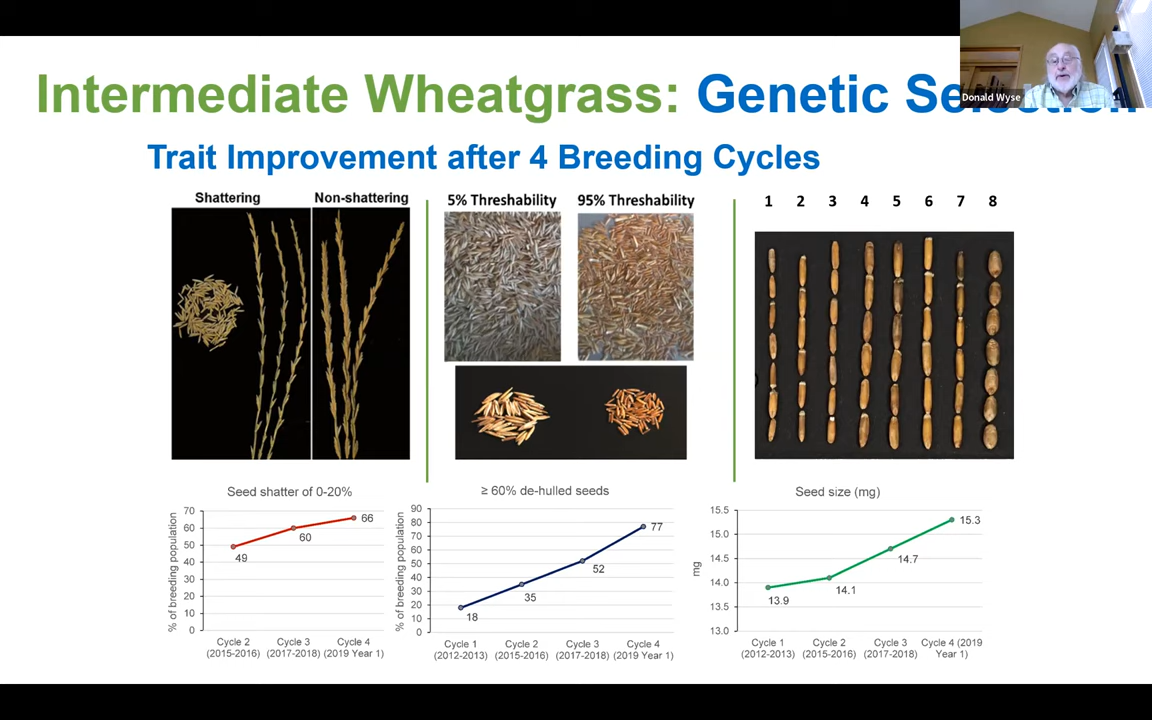 Intermediate Wheatgrass: Genetic Selection
Donald Wyse
Trait Improvement after 4 Breeding Cycles
Shattering
Non-shattering
5% Threshability
95% Threshability
1 2 3 4 5 6 7 8
Seed shatter of 0-20%
% of breeding population
70
60
50
40
30
20
10
0
49
60
66
Cycle 2
(2015-2016)
Cycle 3
(2017-2018)
Cycle 4
(2019 Year 1)
≥ 60% de-hulled seeds
% of breeding population
90
80
70
60
50
40
30
20
10
0
18
35
52
77
Cycle 1
(2012-2013)
Cycle 2
(2015-2016)
Cycle 3
(2017-2018)
Cycle 4
(2019 Year 1)
Seed size (mg)
mg
15.5
15.0
14.5
14.0
13.5
13.0
13.9
14.1
14.7
15.3
Cycle 1
(2012-2013)
Cycle 2
(2015-2016)
Cycle 3
(2017-2018)
Cycle 4 (2019
Year 1)